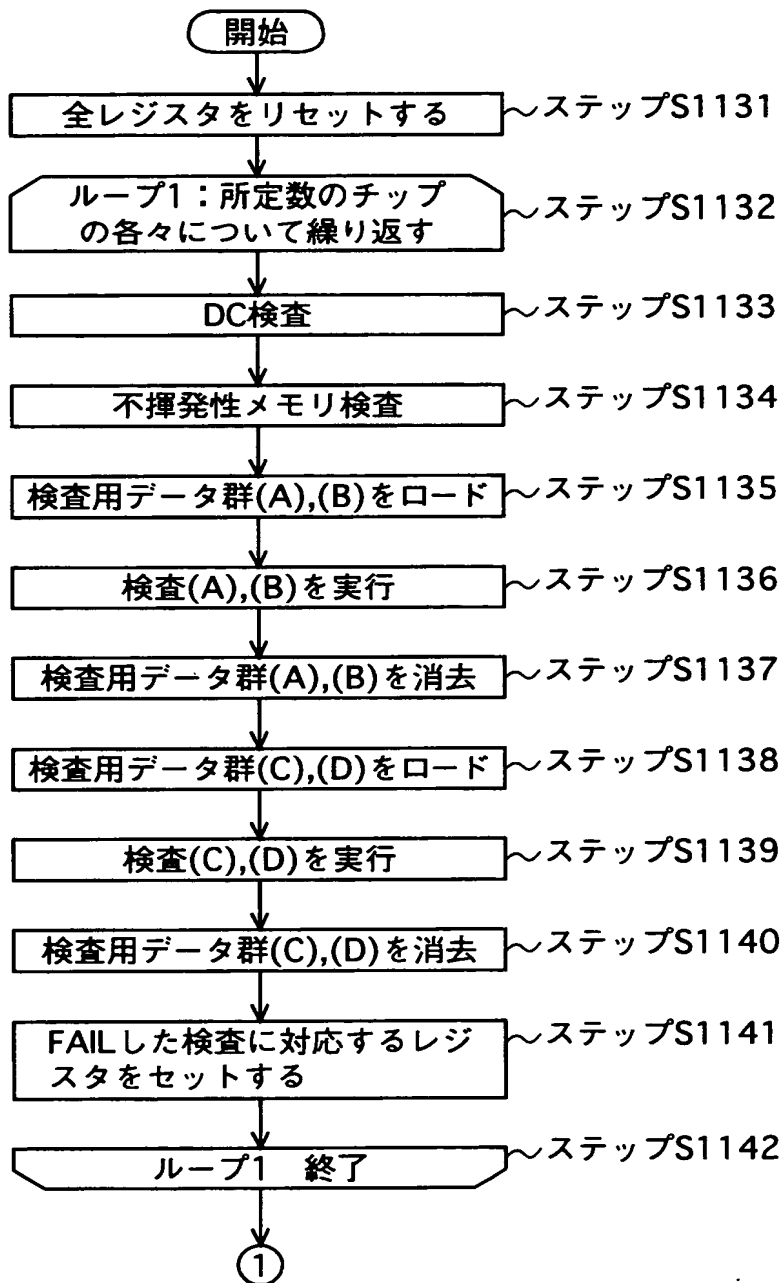 開始
全レジスタをリセットする
～ステップS1131
ループ1：所定数のチップ
の各々について繰り返す
～ステップS1132
DC検査
～ステップS1133
不揮発性メモリ検査
～ステップS1134
検査用データ群(A),(B)をロード
～ステップS1135
検査(A),(B)を実行
～ステップS1136
検査用データ群(A),(B)を消去
～ステップS1137
検査用データ群(C),(D)をロード
～ステップS1138
検査(C),(D)を実行
～ステップS1139
検査用データ群(C),(D)を消去
～ステップS1140
FAILした検査に対応するレジ
スタをセットする
～ステップS1141
ループ1 終了
～ステップS1142
1